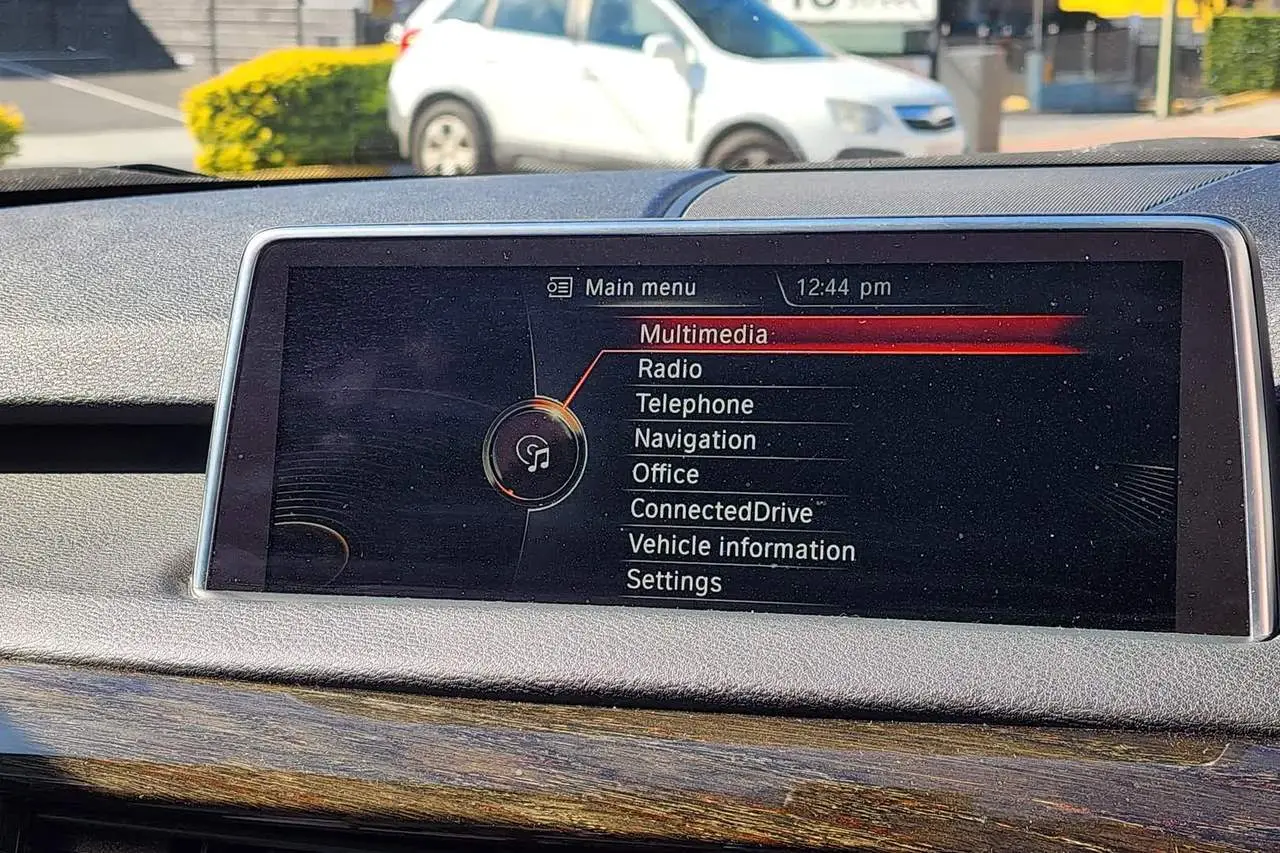 Main menu
12:44 pm
Multimedia
Radio
Telephone
Navigation
Office
ConnectedDrive
Vehicle information
Settings